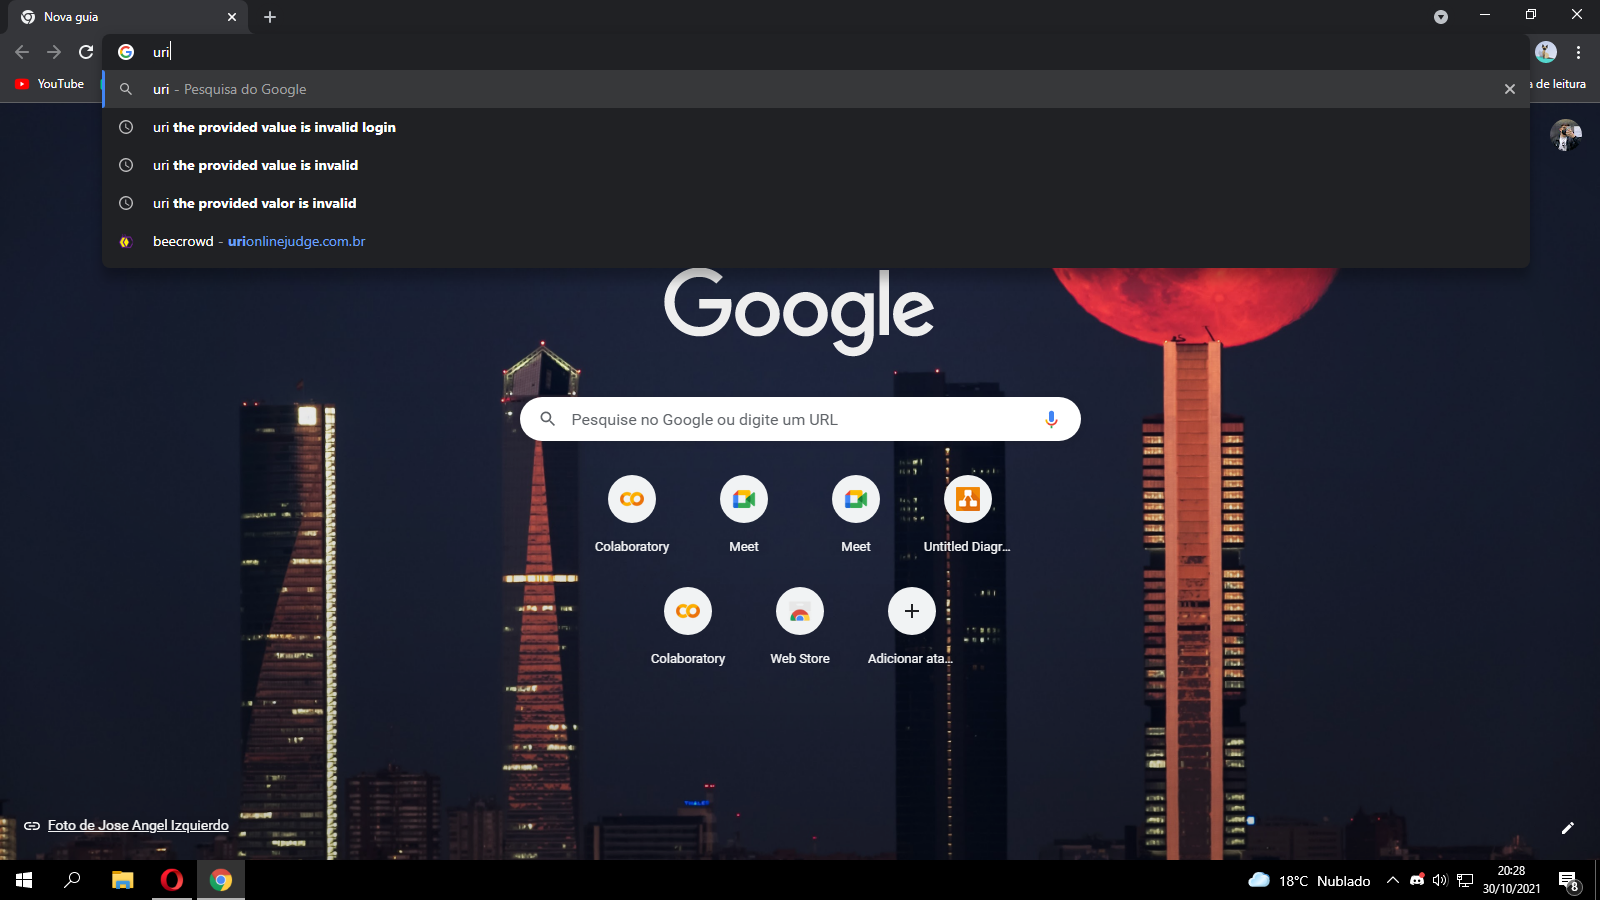 Nova guia
uri
YouTube
a de leitura
uri - Pesquisa do Google
uri the provided value is invalid login
uri the provided value is invalid
uri the provided valor is invalid
beecrowd - urionlinejudge.com.br
Google
Pesquise no Google ou digite um URL
Colaboratory
Meet
Meet
Untitled Diagr...
Colaboratory
Web Store
Adicionar ata...
Foto de Jose Angel Izquierdo
18°C Nublado
20:28
30/10/2021
8